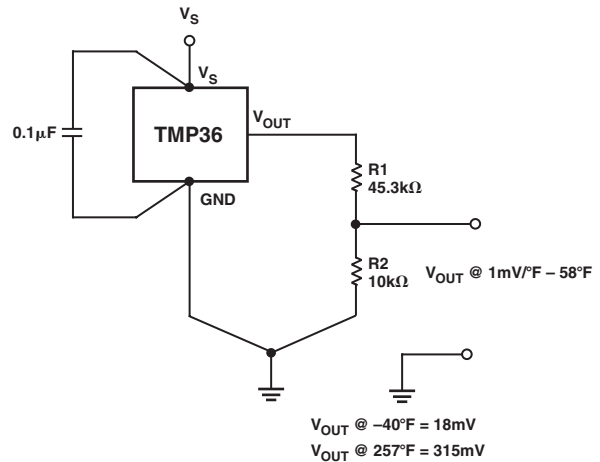 VS
VS
0.1μF
TMP36
VOUT
GND
R1
45.3kΩ
R2
10kΩ
VOUT @ 1mV/°F – 58°F
VOUT @ –40°F = 18mV
VOUT @ 257°F = 315mV